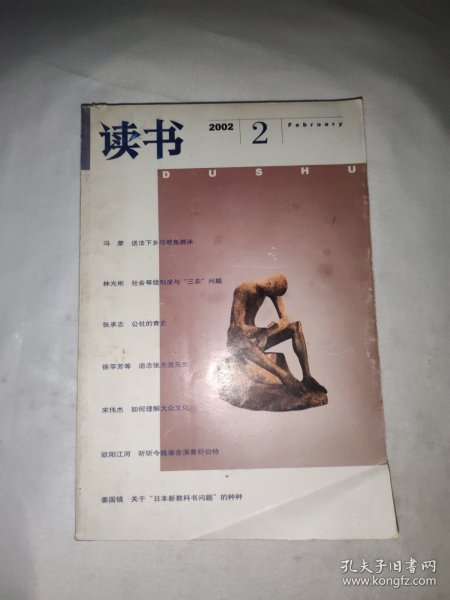 读书
2002 2 February
DUSHU
冯象 送法下乡与教鱼游泳
林光彬 社会等级制度与“三农”问题
张承志 公社的青史
徐苹芳等 追念张光直先生
宋伟杰 如何理解大众文化
欧阳江河 听听今晚谁在演奏舒伯特
姜国镇 关于“日本新教科书问题”的种种
孔夫子旧书网
www.kongfz.com